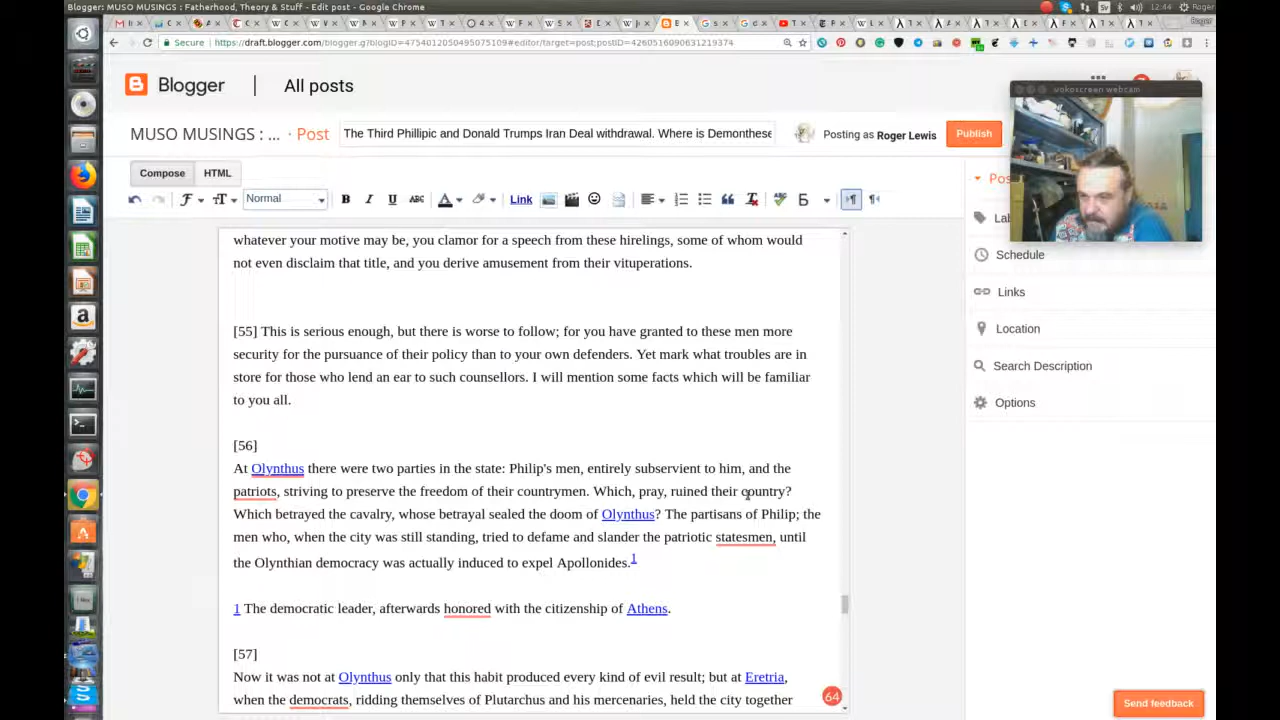 Blogger: MUSO MUSINGS : Fatherhood, Theory & Stuff - Edit post - Google Chrome
Sv
12:44
Roger
Roger
Secure
https://draft.blogger.com/blogger.g?blogID=4754012050495075109#editor/target=post;postID=4260516090631219374
Blogger
All posts
vokoscreen webcam
MUSO MUSINGS : ... · Post
The Third Phillipic and Donald Trumps Iran Deal withdrawal. Where is Demonthese
Posting as Roger Lewis
Publish
Compose
HTML
Normal
Link
Schedule
Links
Location
Search Description
Options
whatever your motive may be, you clamor for a speech from these hirelings, some of whom would
not even disclaim that title, and you derive amusement from their vituperations.
[55] This is serious enough, but there is worse to follow; for you have granted to these men more
security for the pursuance of their policy than to your own defenders. Yet mark what troubles are in
store for those who lend an ear to such counsellors. I will mention some facts which will be familiar
to you all.
[56]
At Olynthus there were two parties in the state: Philip's men, entirely subservient to him, and the
patriots, striving to preserve the freedom of their countrymen. Which, pray, ruined their country?
Which betrayed the cavalry, whose betrayal sealed the doom of Olynthus? The partisans of Philip; the
men who, when the city was still standing, tried to defame and slander the patriotic statesmen, until
the Olynthian democracy was actually induced to expel Apollonides.1
1 The democratic leader, afterwards honored with the citizenship of Athens.
[57]
Now it was not at Olynthus only that this habit produced every kind of evil result; but at Eretria,
when the democrats, ridding themselves of Plutarchus and his mercenaries, held the city together
64
Send feedback